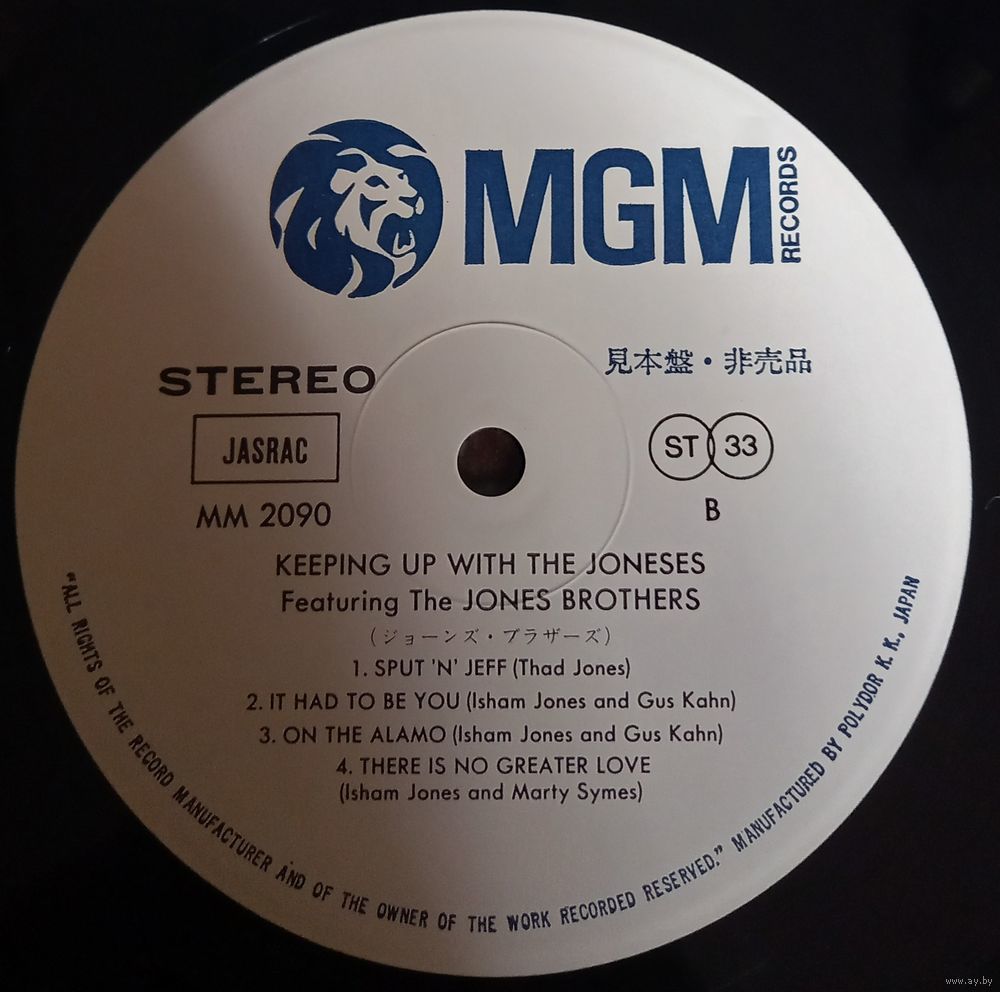 MGM RECORDS
見本盤・非売品
STEREO
JASRAC
ST 33
MM 2090
B
KEEPING UP WITH THE JONESES
Featuring The JONES BROTHERS
(ジョーンズ・ブラザーズ)
1. SPUT 'N' JEFF (Thad Jones)
2. IT HAD TO BE YOU (Isham Jones and Gus Kahn)
3. ON THE ALAMO (Isham Jones and Gus Kahn)
4. THERE IS NO GREATER LOVE
(Isham Jones and Marty Symes)
"ALL RIGHTS OF THE RECORD MANUFACTURER AND OF THE OWNER OF THE WORK RECORDED RESERVED." MANUFACTURED BY POLYDOR K. K., JAPAN
www.ay.by